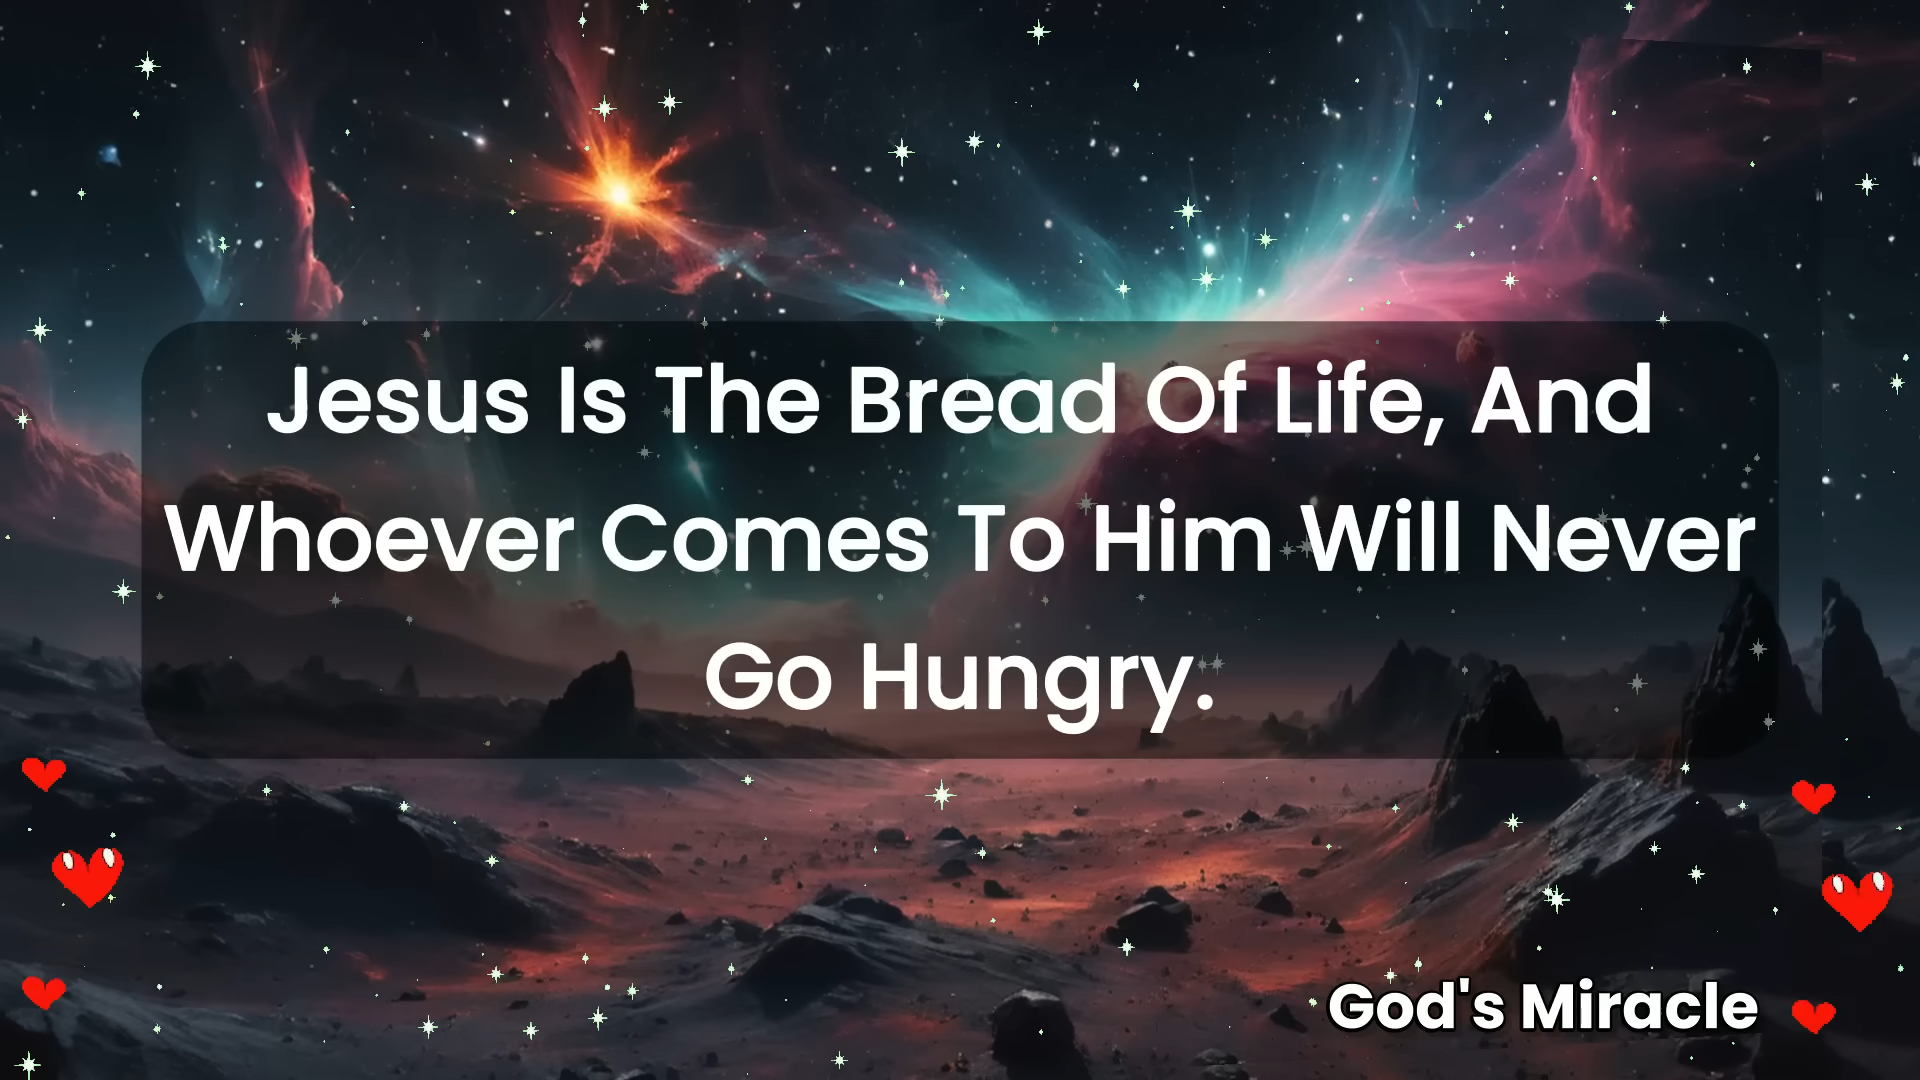 Jesus Is The Bread Of Life, And
Whoever Comes To Him Will Never
Go Hungry.
God's Miracle